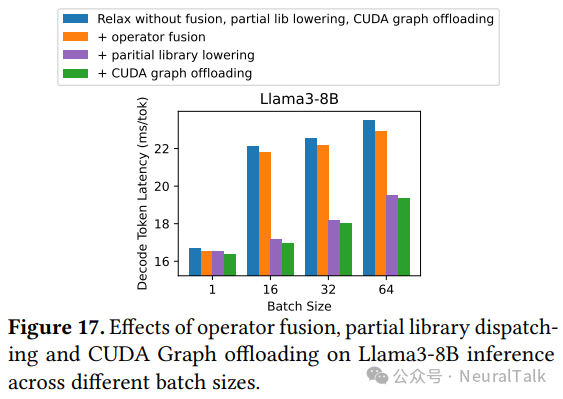 Relax without fusion, partial lib lowering, CUDA graph offloading
+ operator fusion
+ paritial library lowering
+ CUDA graph offloading
Llama3-8B
Decode Token Latency (ms/tok)
22
20
18
16
1 16 32 64
Batch Size
Figure 17. Effects of operator fusion, partial library dispatch-
ing and CUDA Graph offloading on Llama3-8B inference
across different batch sizes.
公众号 · NeuralTalk